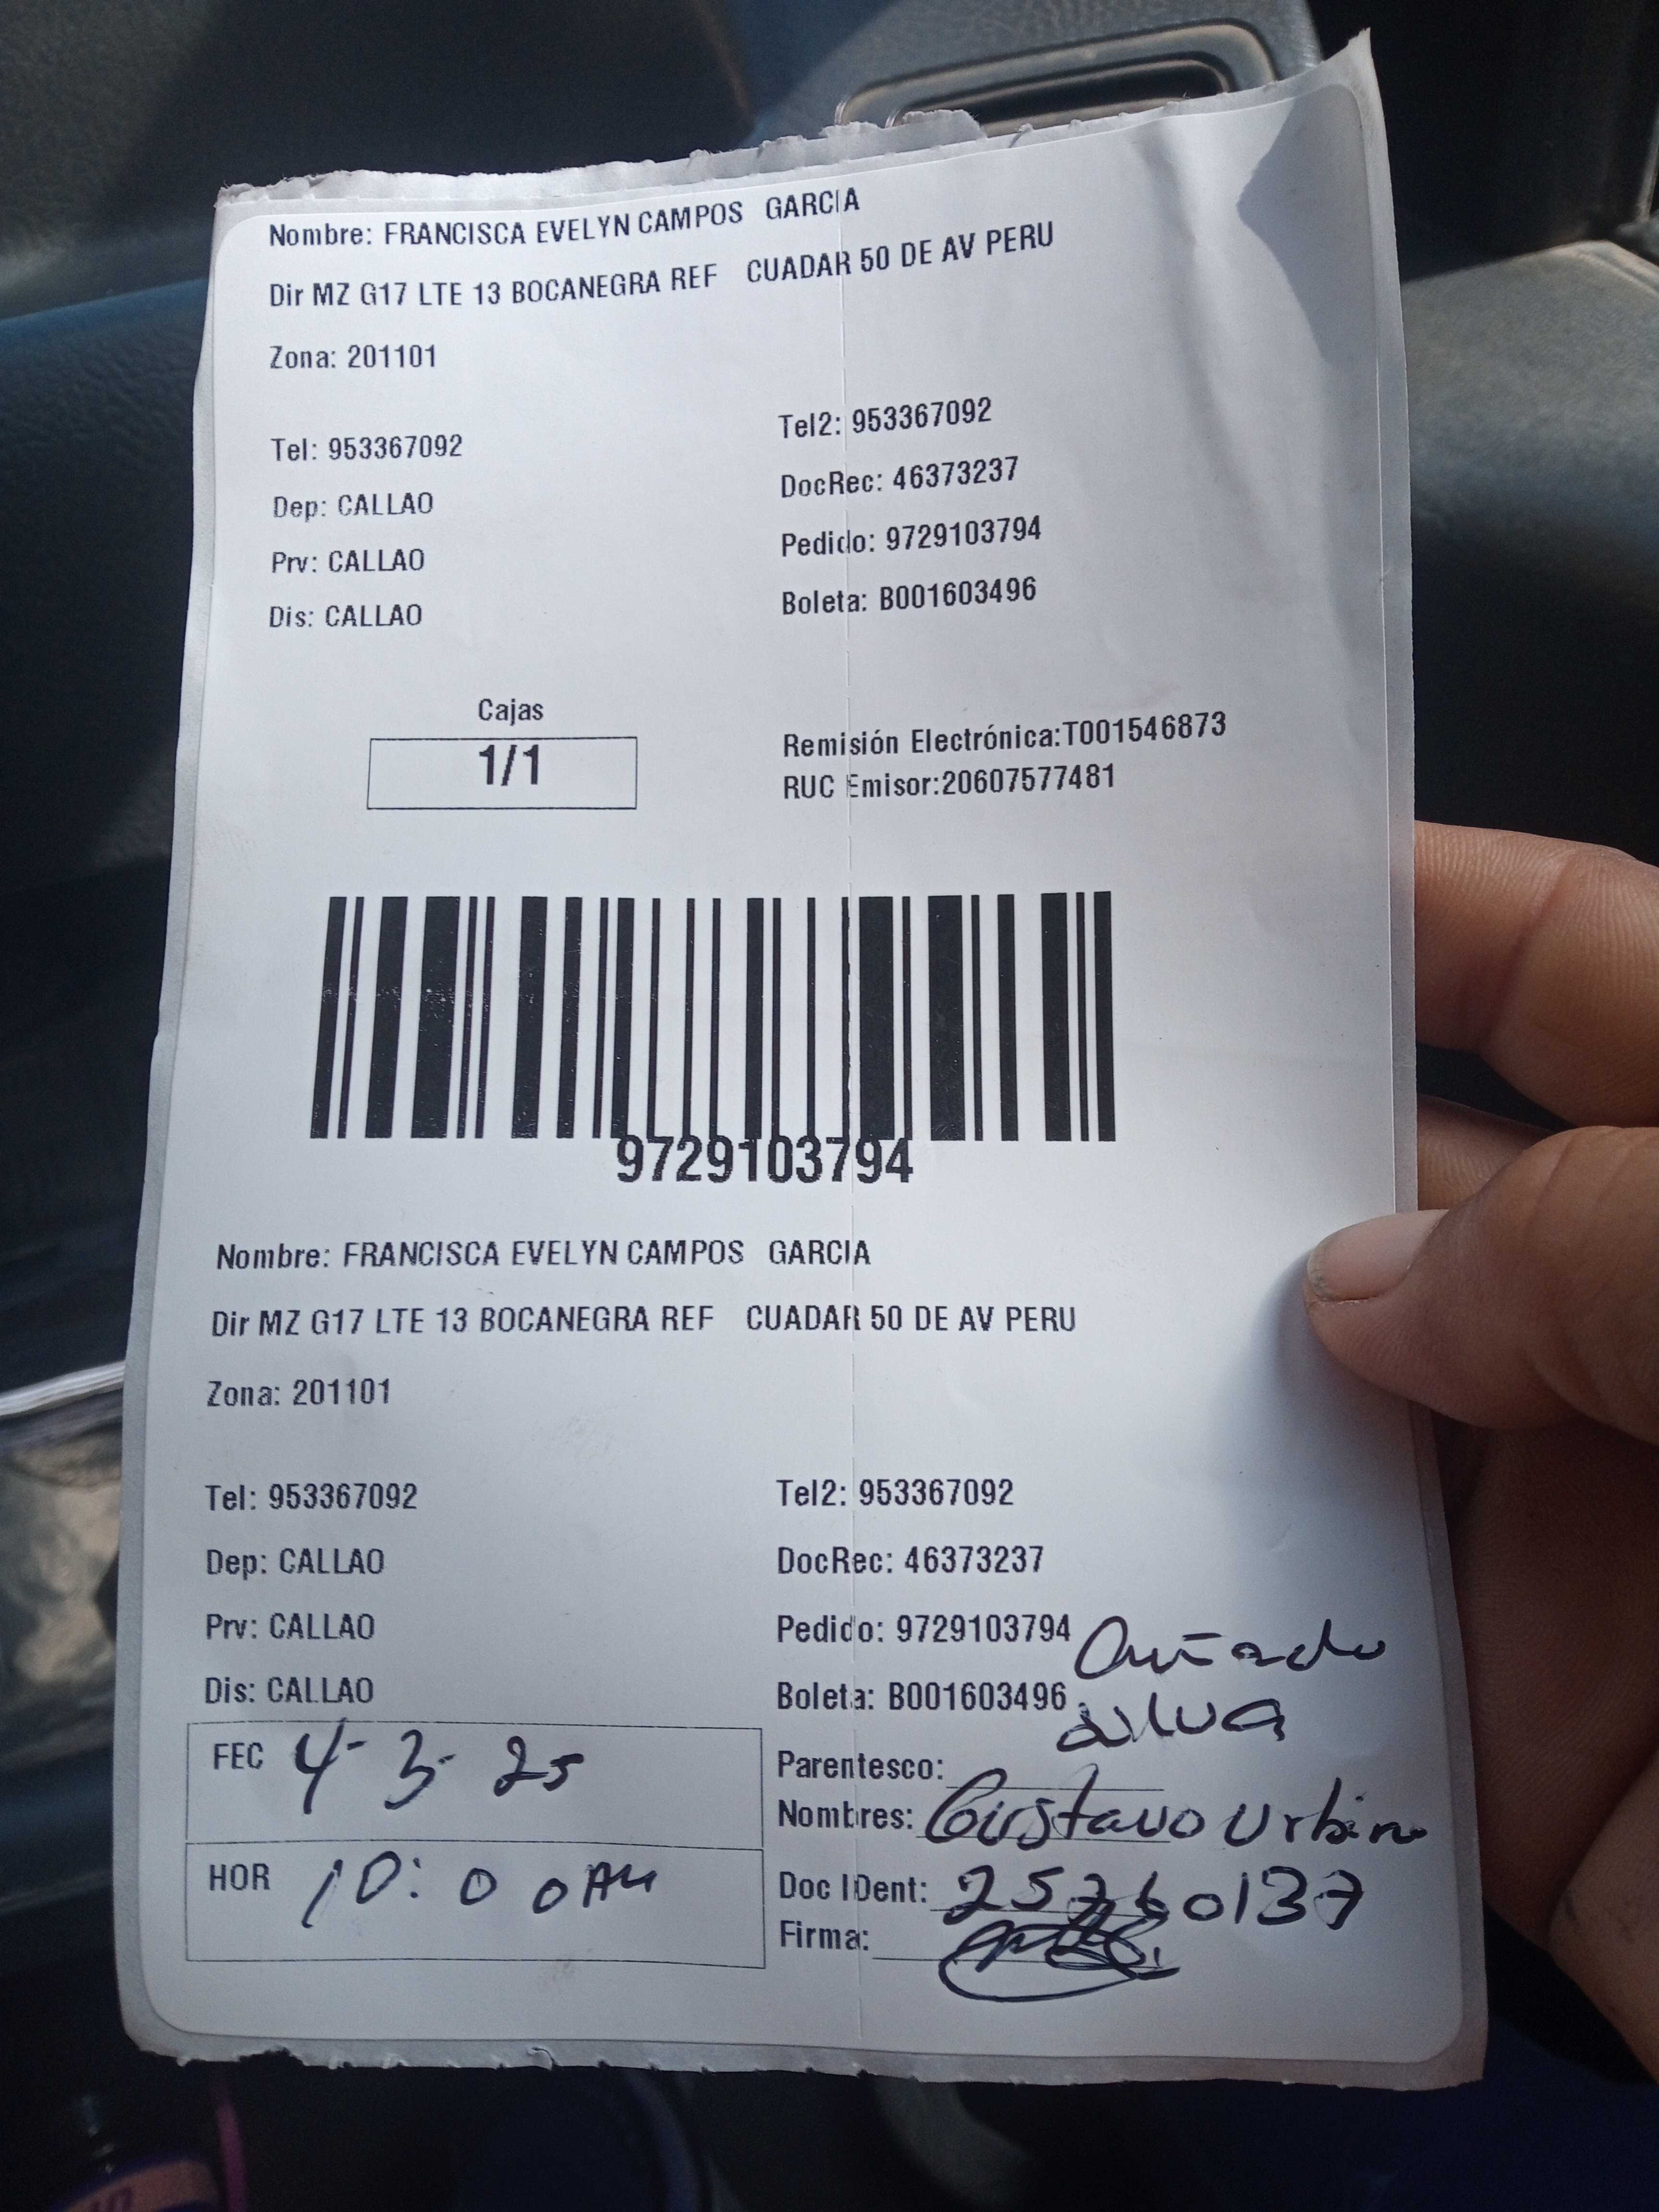 Nombre: FRANCISCA EVELYN CAMPOS GARCIA
Dir MZ G17 LTE 13 BOCANEGRA REF CUADAR 50 DE AV PERU
Zona: 201101
Tel: 953367092
Tel2: 953367092
Dep: CALLAO
DocRec: 46373237
Prv: CALLAO
Pedido: 9729103794
Dis: CALLAO
Boleta: B001603496
Cajas
1/1
Remisión Electrónica:T001546873
RUC Emisor:20607577481
9729103794
Nombre: FRANCISCA EVELYN CAMPOS GARCIA
Dir MZ G17 LTE 13 BOCANEGRA REF CUADAR 50 DE AV PERU
Zona: 201101
Tel: 953367092
Tel2: 953367092
Dep: CALLAO
DocRec: 46373237
Prv: CALLAO
Pedido: 9729103794
Dis: CALLAO
Boleta: B001603496
FEC 4-3-25
HOR 10:00AM
Parentesco:
Nombres: Gustavo Urbina
Doc IDent:
Firma: